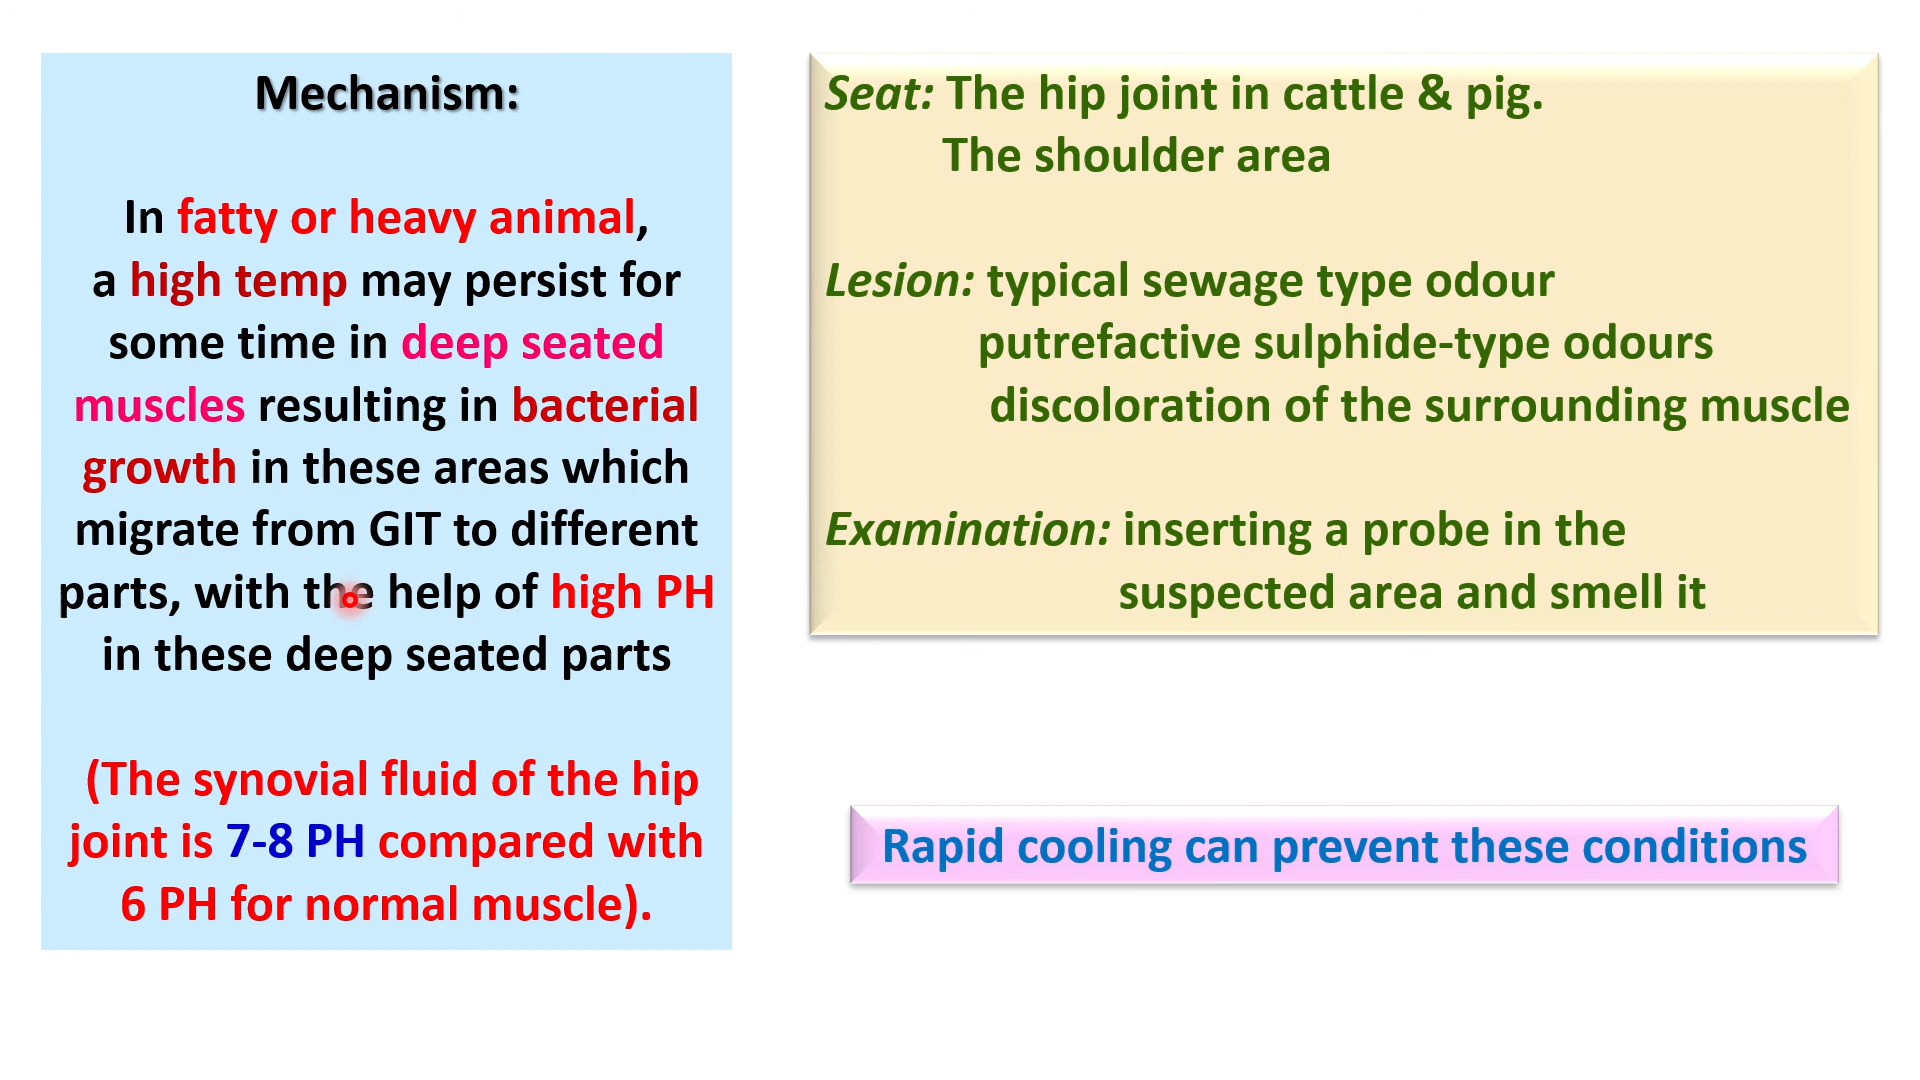 Mechanism:
In fatty or heavy animal,
a high temp may persist for
some time in deep seated
muscles resulting in bacterial
growth in these areas which
migrate from GIT to different
parts, with the help of high PH
in these deep seated parts
(The synovial fluid of the hip
joint is 7-8 PH compared with
6 PH for normal muscle).
Seat: The hip joint in cattle & pig.
The shoulder area
Lesion: typical sewage type odour
putrefactive sulphide-type odours
discoloration of the surrounding muscle
Examination: inserting a probe in the
suspected area and smell it
Rapid cooling can prevent these conditions